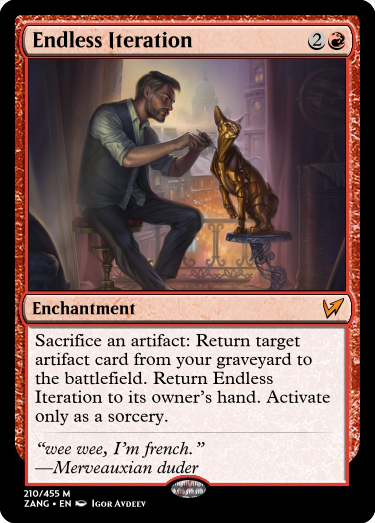 Endless Iteration 2
Enchantment
Sacrifice an artifact: Return target
artifact card from your graveyard to
the battlefield. Return Endless
Iteration to its owner's hand. Activate
only as a sorcery.
“wee wee, I'm french.”
—Merveauxian duder
210/455 M
ZANG • EN Igor Avdeev